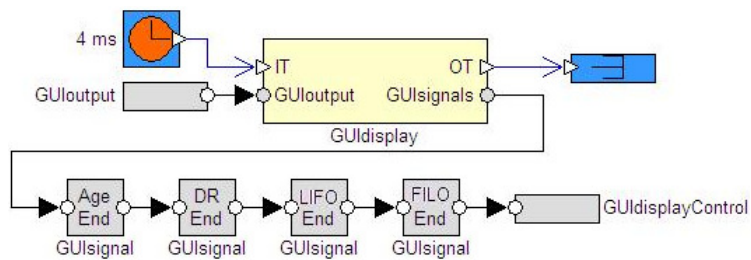 4 ms
IT
OT
GUIoutput
GUIoutput
GUIsignals
GUIdisplay
Age
End
DR
End
LIFO
End
FILO
End
GUIdisplayControl
GUIsignal
GUIsignal
GUIsignal
GUIsignal